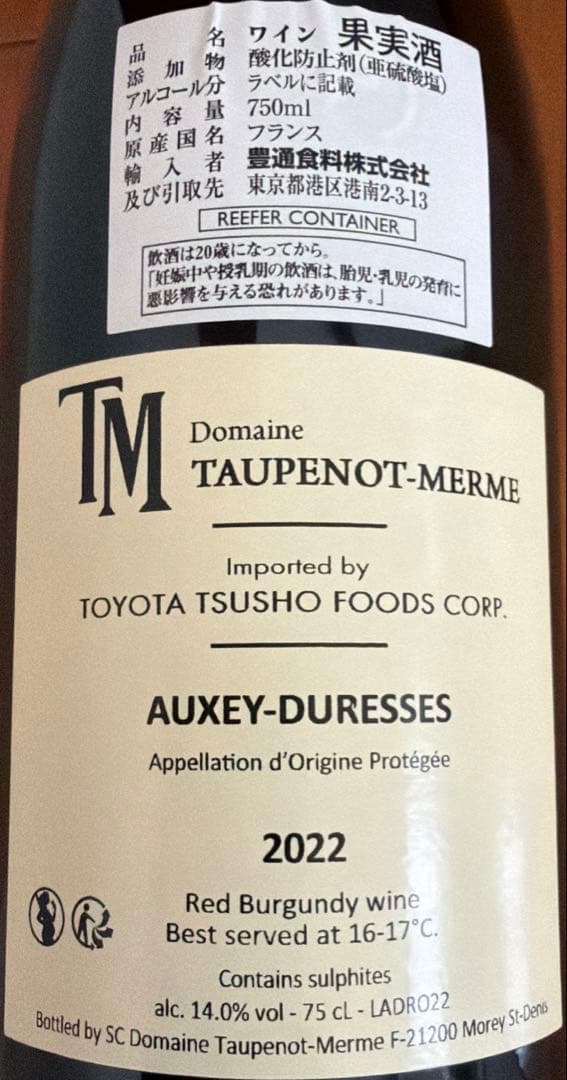 品名 ワイン 果実酒
添加物 酸化防止剤(亜硫酸塩)
アルコール分 ラベルに記載
内容量 750ml
原産国名 フランス
輸入者 豊通食料株式会社
及び引取先 東京都港区港南2-3-13
REEFER CONTAINER
飲酒は20歳になってから。
「妊娠中や授乳期の飲酒は、胎児・乳児の発育に
悪影響を与える恐れがあります。」
TM
Domaine
TAUPENOT-MERME
Imported by
TOYOTA TSUSHO FOODS CORP.
AUXEY-DURESSES
Appellation d'Origine Protégée
2022
Red Burgundy wine
Best served at 16-17°C.
Contains sulphites
alc. 14.0% vol - 75 cL - LADRO22
Bottled by SC Domaine Taupenot-Merme F-21200 Morey St-Denis